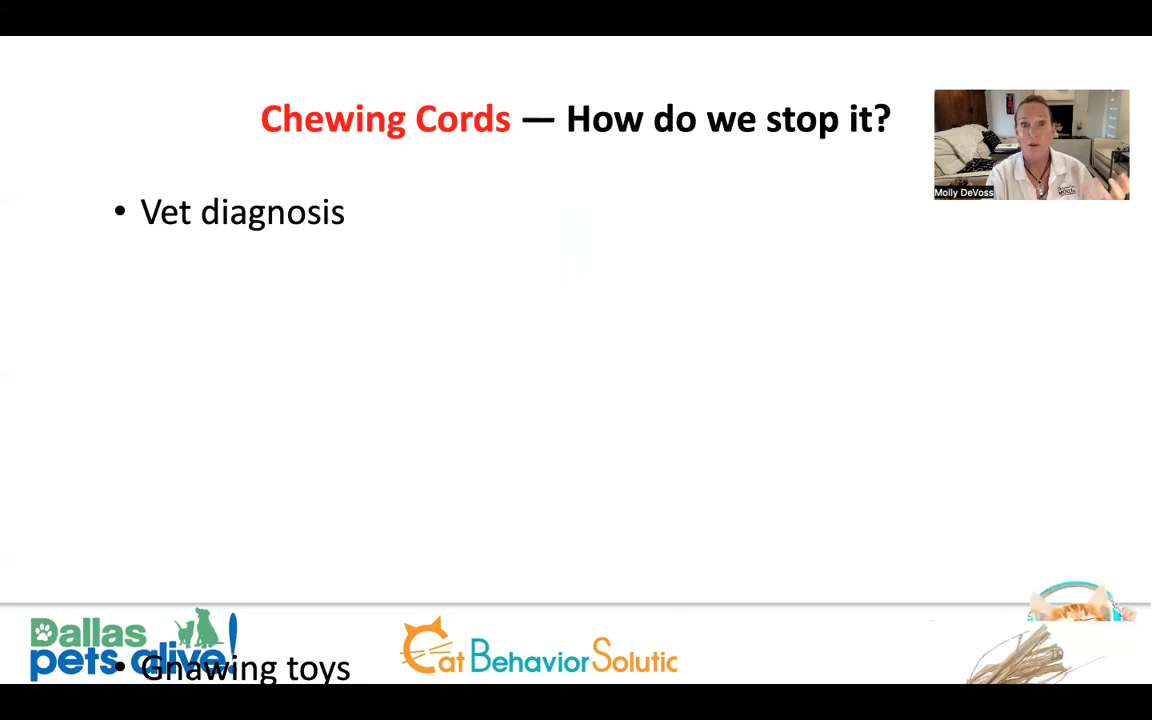 Chewing Cords — How do we stop it?
Molly DeVoss
• Vet diagnosis
Dallas
pets alive!
• Gnawing toys
Cat Behavior Solutic